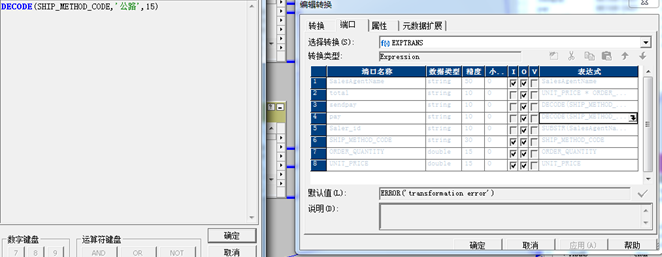 DECODE(SHIP_METHOD_CODE,'公路',15)
数字键盘
7 8 9
运算符键盘
AND OR NOT
确定
取消
编辑转换
转换 端口 属性 元数据扩展
选择转换(S): f(x) EXPTRANS
转换类型: Expression
端口名称 数据类型 精度 小.. I O V 表达式
1 SalesAgentName string 50
2 total string 10 0 UNIT_PRICE * ORDER_...
3 sendpar string 10 0 DECODE(SHIP_METHOD_...
4 pay string 10 0 DECODE(SHIP_METHOD_...
5 string 10 0 SUBSTR(SalesAgentNa...
6 SHIP_METHOD_CODE string 50 0 SHIP_METHOD_CODE
7 ORDER_QUANTITY double 15 0 ORDER_QUANTITY
8 UNIT_PRICE double 15 0 UNIT_PRICE
默认值(L): ERROR('transformation error')
说明(D):
确定 取消 应用(A) 帮助